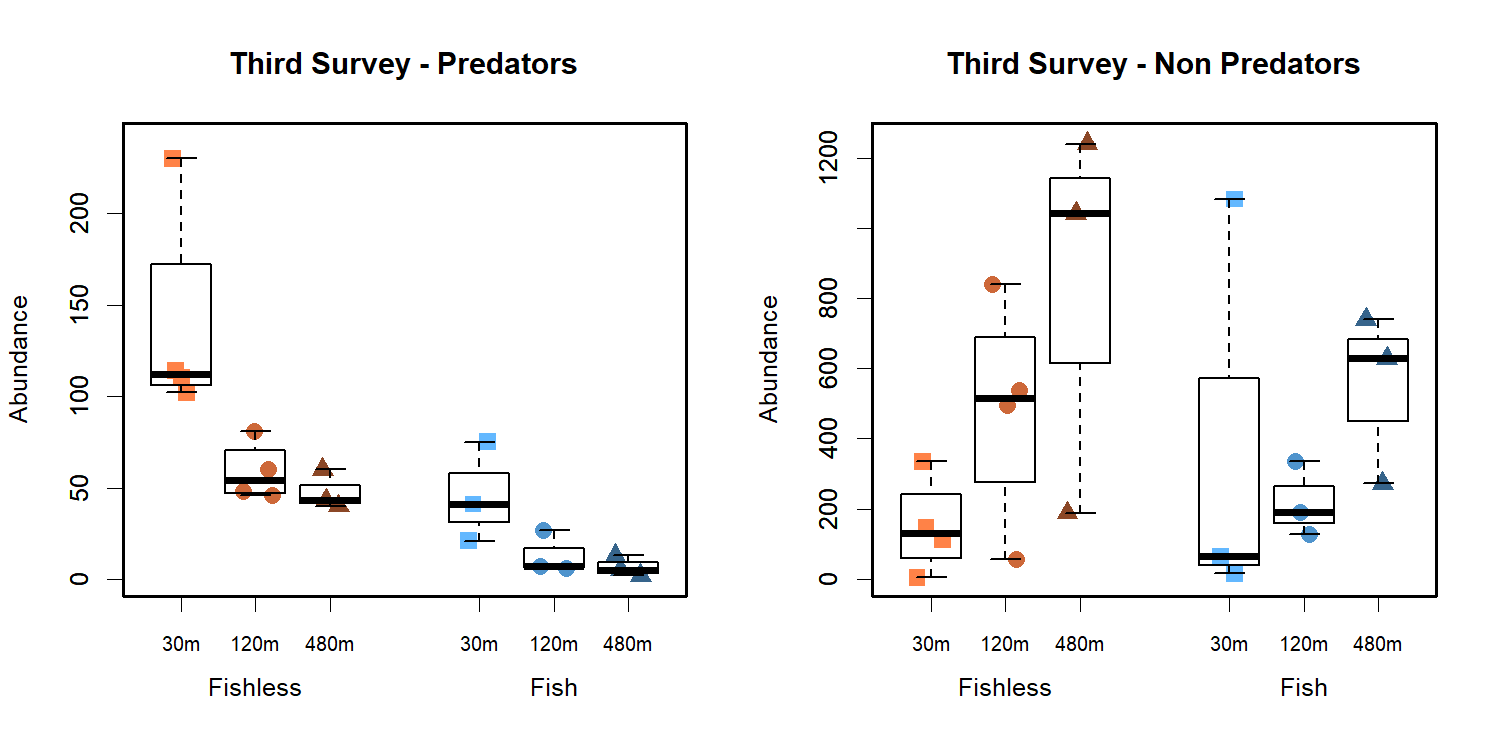 Third Survey - Predators
Abundance
200
150
100
50
0
30m 120m 480m 30m 120m 480m
Fishless Fish
Third Survey - Non Predators
Abundance
1200
800
600
400
200
0
30m 120m 480m 30m 120m 480m
Fishless Fish